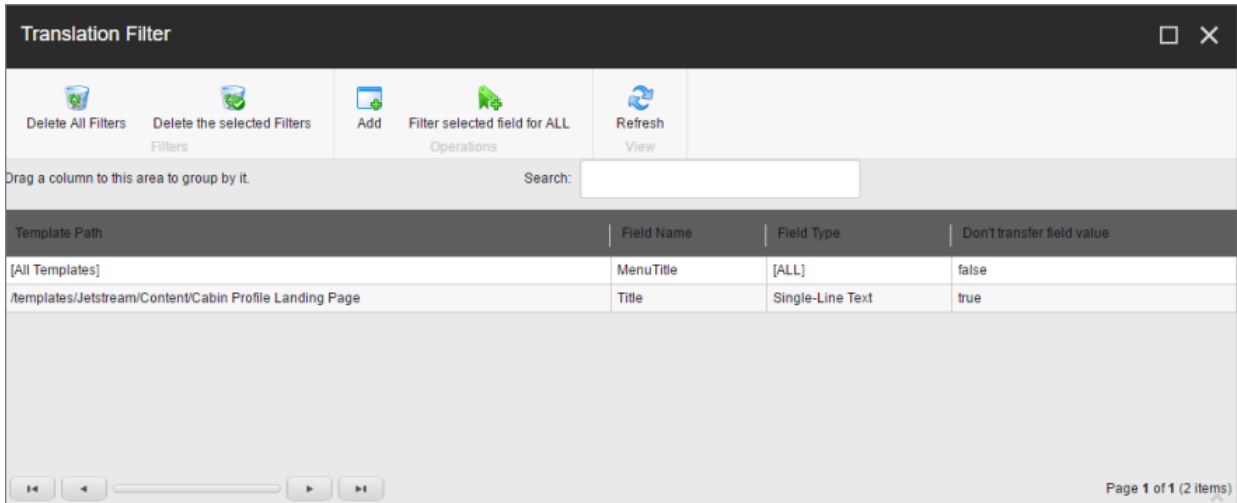 Translation Filter
Delete All Filters Delete the selected Filters Add Filter selected field for ALL Refresh
Filters Operations View
Drag a column to this area to group by it. Search:
Template Path Field Name Field Type Don't transfer field value
[All Templates] MenuTitle [ALL] false
/templates/Jetstream/Content/Cabin Profile Landing Page Title Single-Line Text true
Page 1 of 1 (2 items)